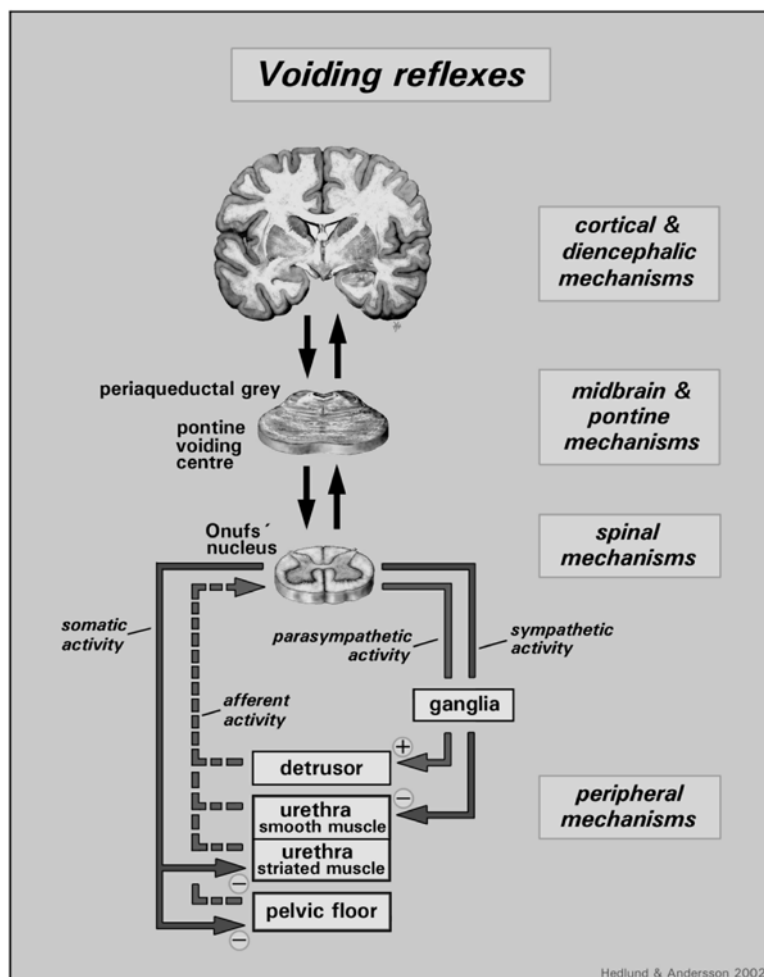 Voiding reflexes
cortical &
diencephalic
mechanisms
periaqueductal grey
pontine
voiding
centre
midbrain &
pontine
mechanisms
Onufs´
nucleus
spinal
mechanisms
somatic
activity
parasympathetic
activity
sympathetic
activity
afferent
activity
ganglia
+
detrusor
−
urethra
smooth muscle
urethra
striated muscle
−
pelvic floor
−
peripheral
mechanisms
Hedlund & Andersson 2002